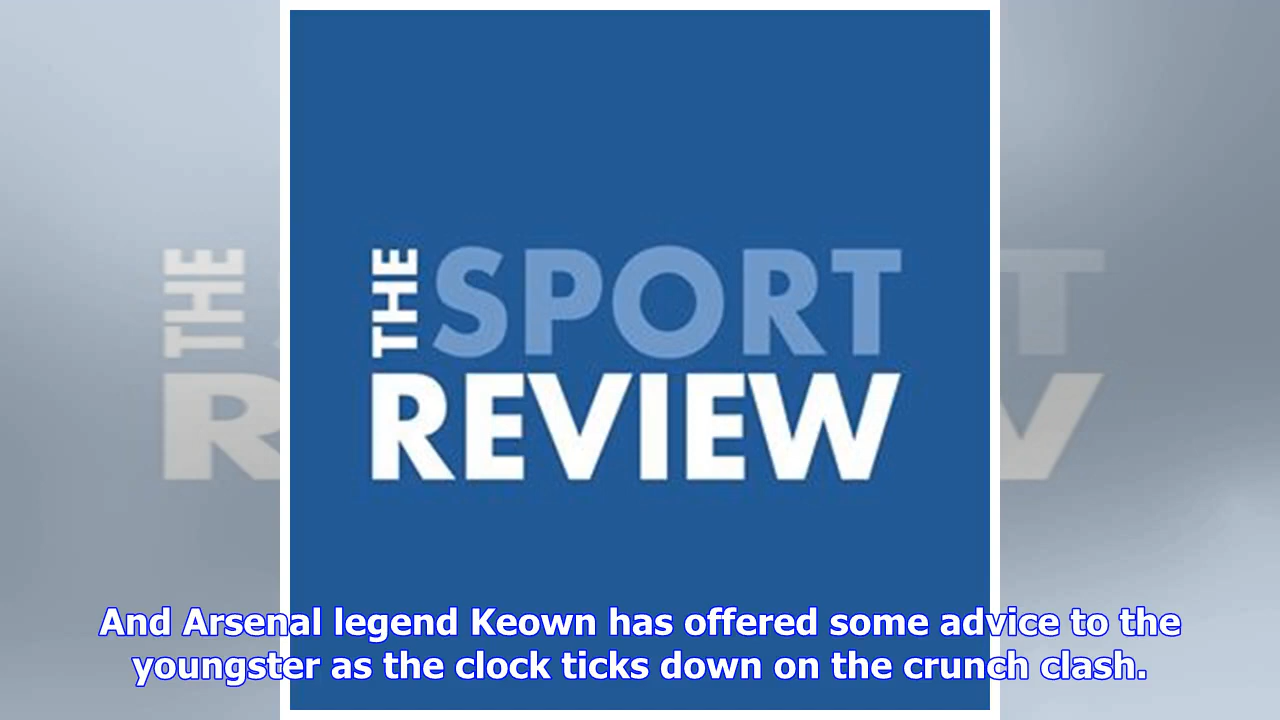 THE SPORT
REVIEW
And Arsenal legend Keown has offered some advice to the
youngster as the clock ticks down on the crunch clash.